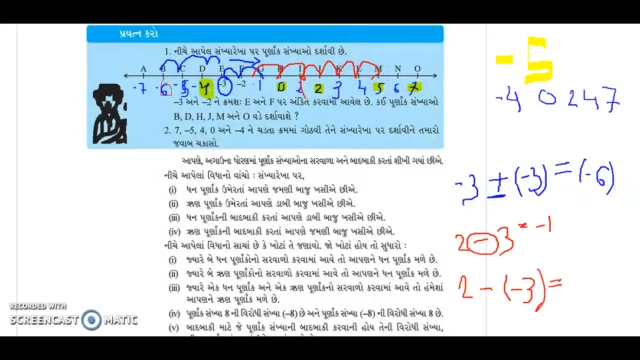 પ્રયત્ન કરો
1. નીચે આપેલ સંખ્યારેખા પર પૂર્ણાંક સંખ્યાઓ દર્શાવી છે.
A B C D E F G H I J K L M N O
-7 -6 -5 -4 -3 -2 1 0 1 2 3 4 5 6 7
–3 અને –2 ને ક્રમશઃ E અને F પર અંકિત કરવામાં આવેલ છે. કઈ પૂર્ણાંક સંખ્યાઓ
B, D, H, J, M અને O વડે દર્શાવાશે ?
2. 7, –5, 4, 0 અને –4 ને ચડતા ક્રમમાં ગોઠવી તેને સંખ્યારેખા પર દર્શાવીને તમારો
જવાબ ચકાસો.
આપણે, અગાઉના ધોરણમાં પૂર્ણાંક સંખ્યાઓના સરવાળા અને બાદબાકી કરતાં શીખી ગયાં છીએ.
નીચે આપેલાં વિધાનો વાંચો : સંખ્યારેખા પર,
(i) ધન પૂર્ણાંક ઉમેરતાં આપણે જમણી બાજુ ખસીએ છીએ.
(ii) ઋણ પૂર્ણાંક ઉમેરતાં આપણે ડાબી બાજુ ખસીએ છીએ.
(iii) ધન પૂર્ણાંકની બાદબાકી કરતાં આપણે ડાબી બાજુ ખસીએ છીએ.
(iv) ઋણ પૂર્ણાંકની બાદબાકી કરતાં આપણે જમણી બાજુ ખસીએ છીએ.
નીચે આપેલાં વિધાનો સાચાં છે કે ખોટાં તે જણાવો. જો ખોટાં હોય તો સુધારો :
(i) જ્યારે બે ધન પૂર્ણાંકોનો સરવાળો કરવામાં આવે તો આપણને ધન પૂર્ણાંક મળે છે.
(ii) જ્યારે બે ઋણ પૂર્ણાંકોનો સરવાળો કરવામાં આવે તો આપણને ધન પૂર્ણાંક મળે છે.
(iii) જ્યારે એક ધન પૂર્ણાંક અને એક ઋણ પૂર્ણાંકનો સરવાળો કરવામાં આવે તો હંમેશાં
આપણને ઋણ પૂર્ણાંક મળે છે.
(iv) પૂર્ણાંક સંખ્યા 8 ની વિરોધી સંખ્યા (–8) છે અને પૂર્ણાંક સંખ્યા (–8) ની વિરોધી સંખ્યા 8 છે.
(v) બાદબાકી માટે જે પૂર્ણાંક સંખ્યાની બાદબાકી કરવાની હોય તેની વિરોધી સંખ્યા,
-5
-4 0 2 4 7
-3 ± (-3) = (-6)
2 - 3 = -1
2 - (-3) =
RECORDED WITH
SCREENCAST MATIC